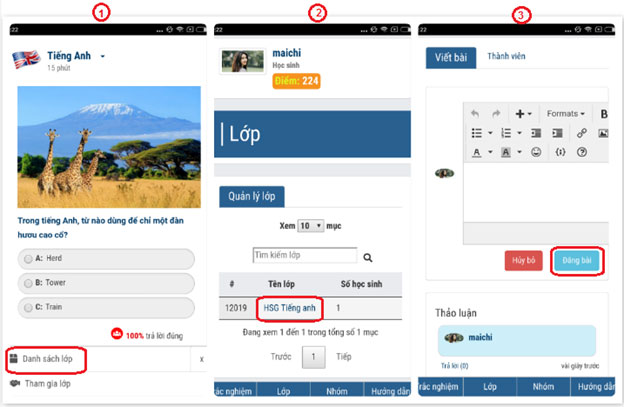 1
:22
Tiếng Anh
15 phút
Trong tiếng Anh, từ nào dùng để chỉ một đàn
hươu cao cổ?
A: Herd
B: Tower
C: Train
100% trả lời đúng
Danh sách lớp x
Tham gia lớp
2
:22
maichi
Học sinh
Điểm: 224
| Lớp
Quản lý lớp
Xem 10 mục
Tìm kiếm lớp
# Tên lớp Số học sinh
12019 HSG Tiếng anh 1
Đang xem 1 đến 1 trong tổng số 1 mục
Trước 1 Tiếp
rắc nghiệm Lớp Nhóm Hướng dẫn
3
:22
Viết bài Thành viên
Formats B
A A {;}
Hủy bỏ Đăng bài
Thảo luận
maichi
Trả lời (0) vài giây trước
rắc nghiệm Lớp Nhóm Hướng dẫn